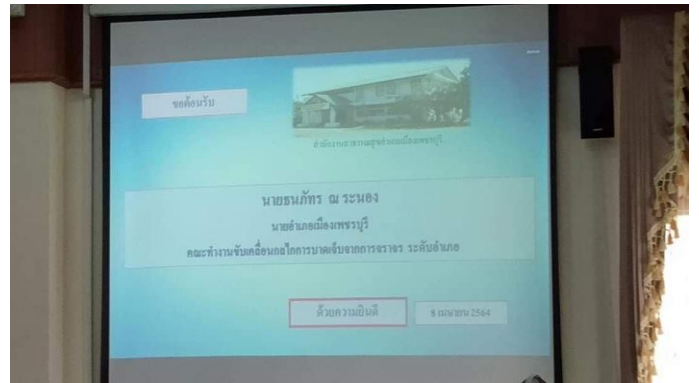 ขอต้อนรับ
สำนักงานสาธารณสุขอำเภอเมืองเพชรบุรี
นายธนภัทร ณ ระนอง
นายอำเภอเมืองเพชรบุรี
คณะทำงานขับเคลื่อนกลไกการบาดเจ็บจากการจราจร ระดับอำเภอ
ด้วยความยินดี
8 เมษายน 2564